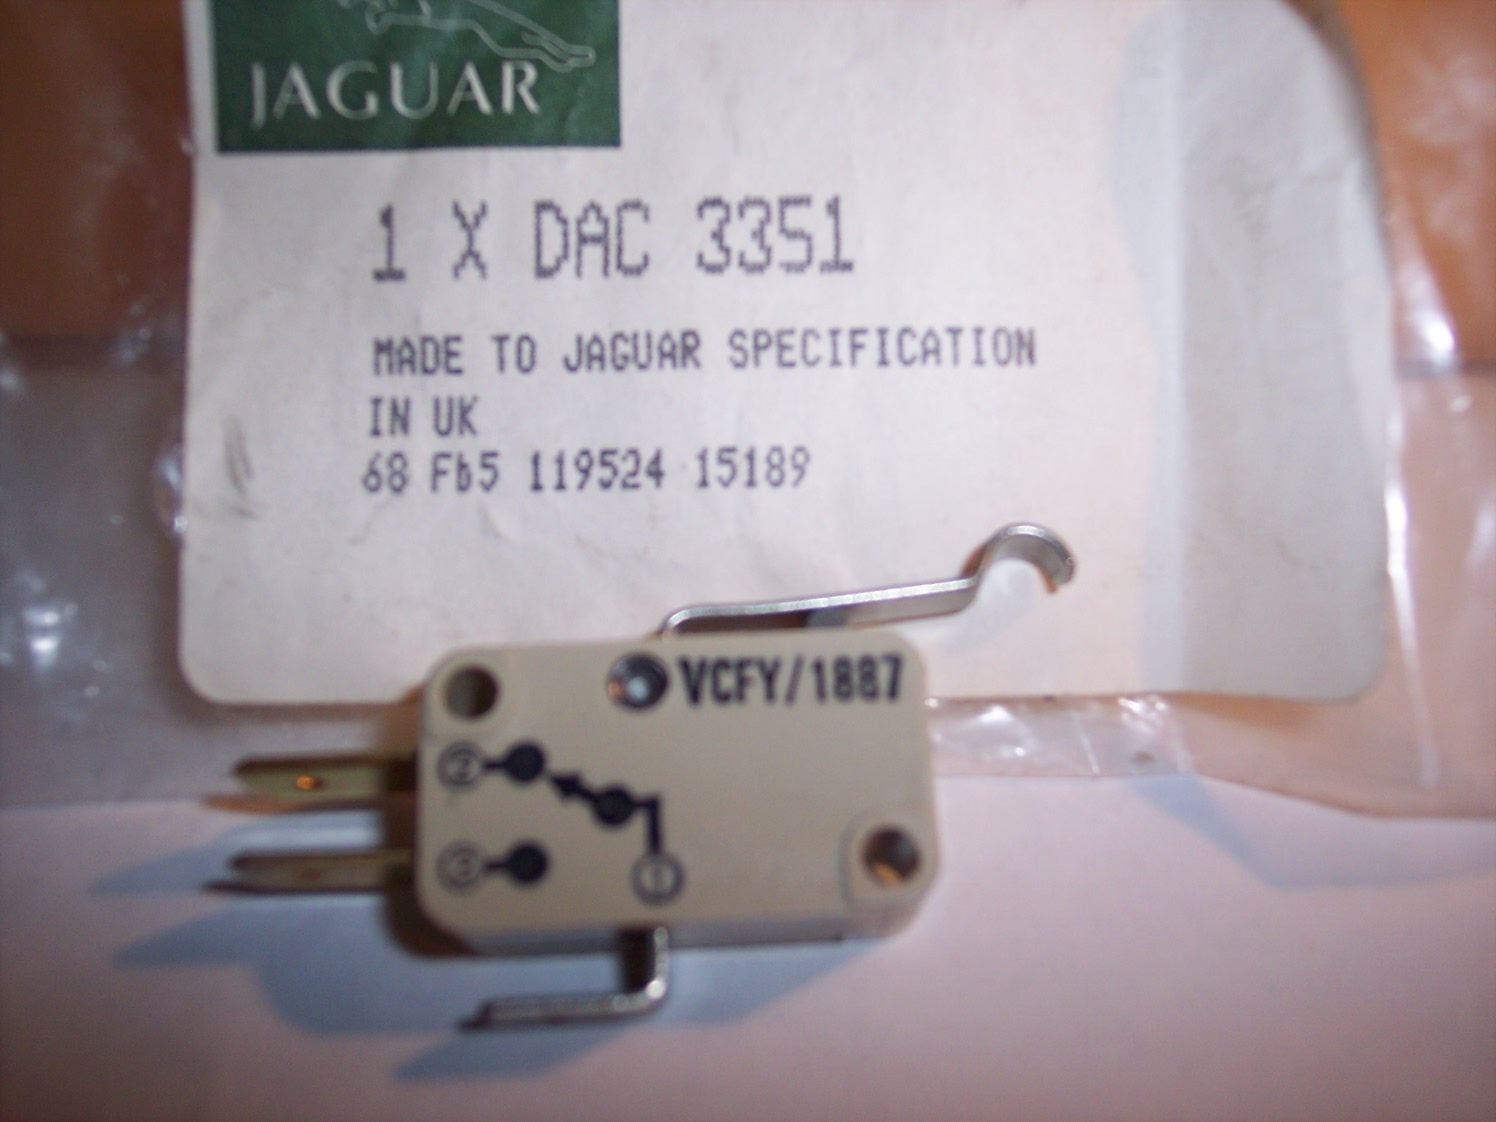 JAGUAR
1 X DAC 3351
MADE TO JAGUAR SPECIFICATION
IN UK
68 Fb5 119524 15189
VCFY/1887
2
3
1